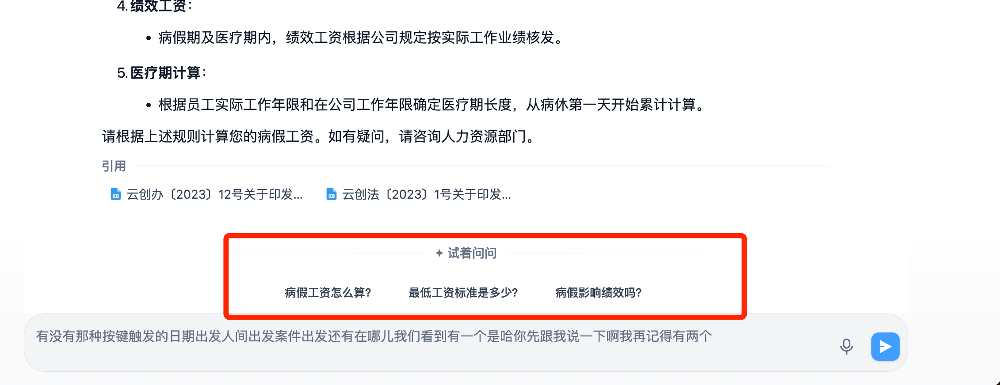 4. 绩效工资：
• 病假期及医疗期内，绩效工资根据公司规定按实际工作业绩核发。
5. 医疗期计算：
• 根据员工实际工作年限和在公司工作年限确定医疗期长度，从病休第一天开始累计计算。
请根据上述规则计算您的病假工资。如有疑问，请咨询人力资源部门。
引用
云创办〔2023〕12号关于印发... 云创法〔2023〕1号关于印发...
试着问问
病假工资怎么算? 最低工资标准是多少? 病假影响绩效吗?
有没有那种按键触发的日期出发人间出发案件出发还有在哪儿我们看到有一个是哈你先跟我说一下啊我再记得有两个